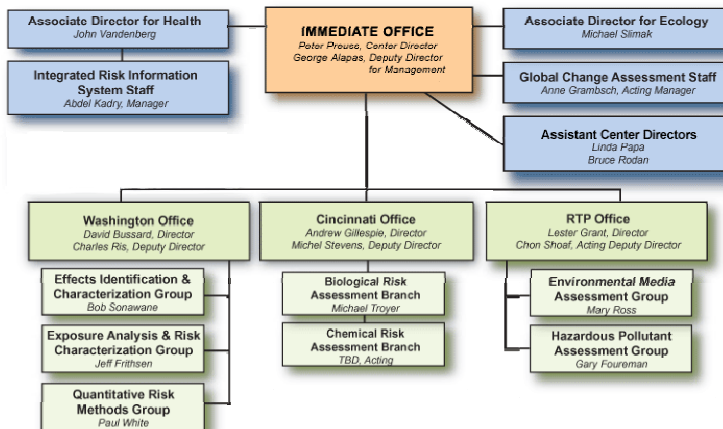 Associate Director for Health
John Vandenberg
Integrated Risk Information
System Staff
Abdel Kadry, Manager
IMMEDIATE OFFICE
Peter Preuss, Center Director
George Alapas, Deputy Director
for Management
Associate Director for Ecology
Michael Slimak
Global Change Assessment Staff
Anne Grambsch, Acting Manager
Assistant Center Directors
Linda Papa
Bruce Rodan
Washington Office
David Bussard, Director
Charles Ris, Deputy Director
Effects Identification &
Characterization Group
Bob Sonawane
Exposure Analysis & Risk
Characterization Group
Jeff Frithsen
Quantitative Risk
Methods Group
Paul White
Cincinnati Office
Andrew Gillespie, Director
Michel Stevens, Deputy Director
Biological Risk
Assessment Branch
Michael Troyer
Chemical Risk
Assessment Branch
TBD, Acting
RTP Office
Lester Grant, Director
Chon Shoaf, Acting Deputy Director
Environmental Media
Assessment Group
Mary Ross
Hazardous Pollutant
Assessment Group
Gary Foureman